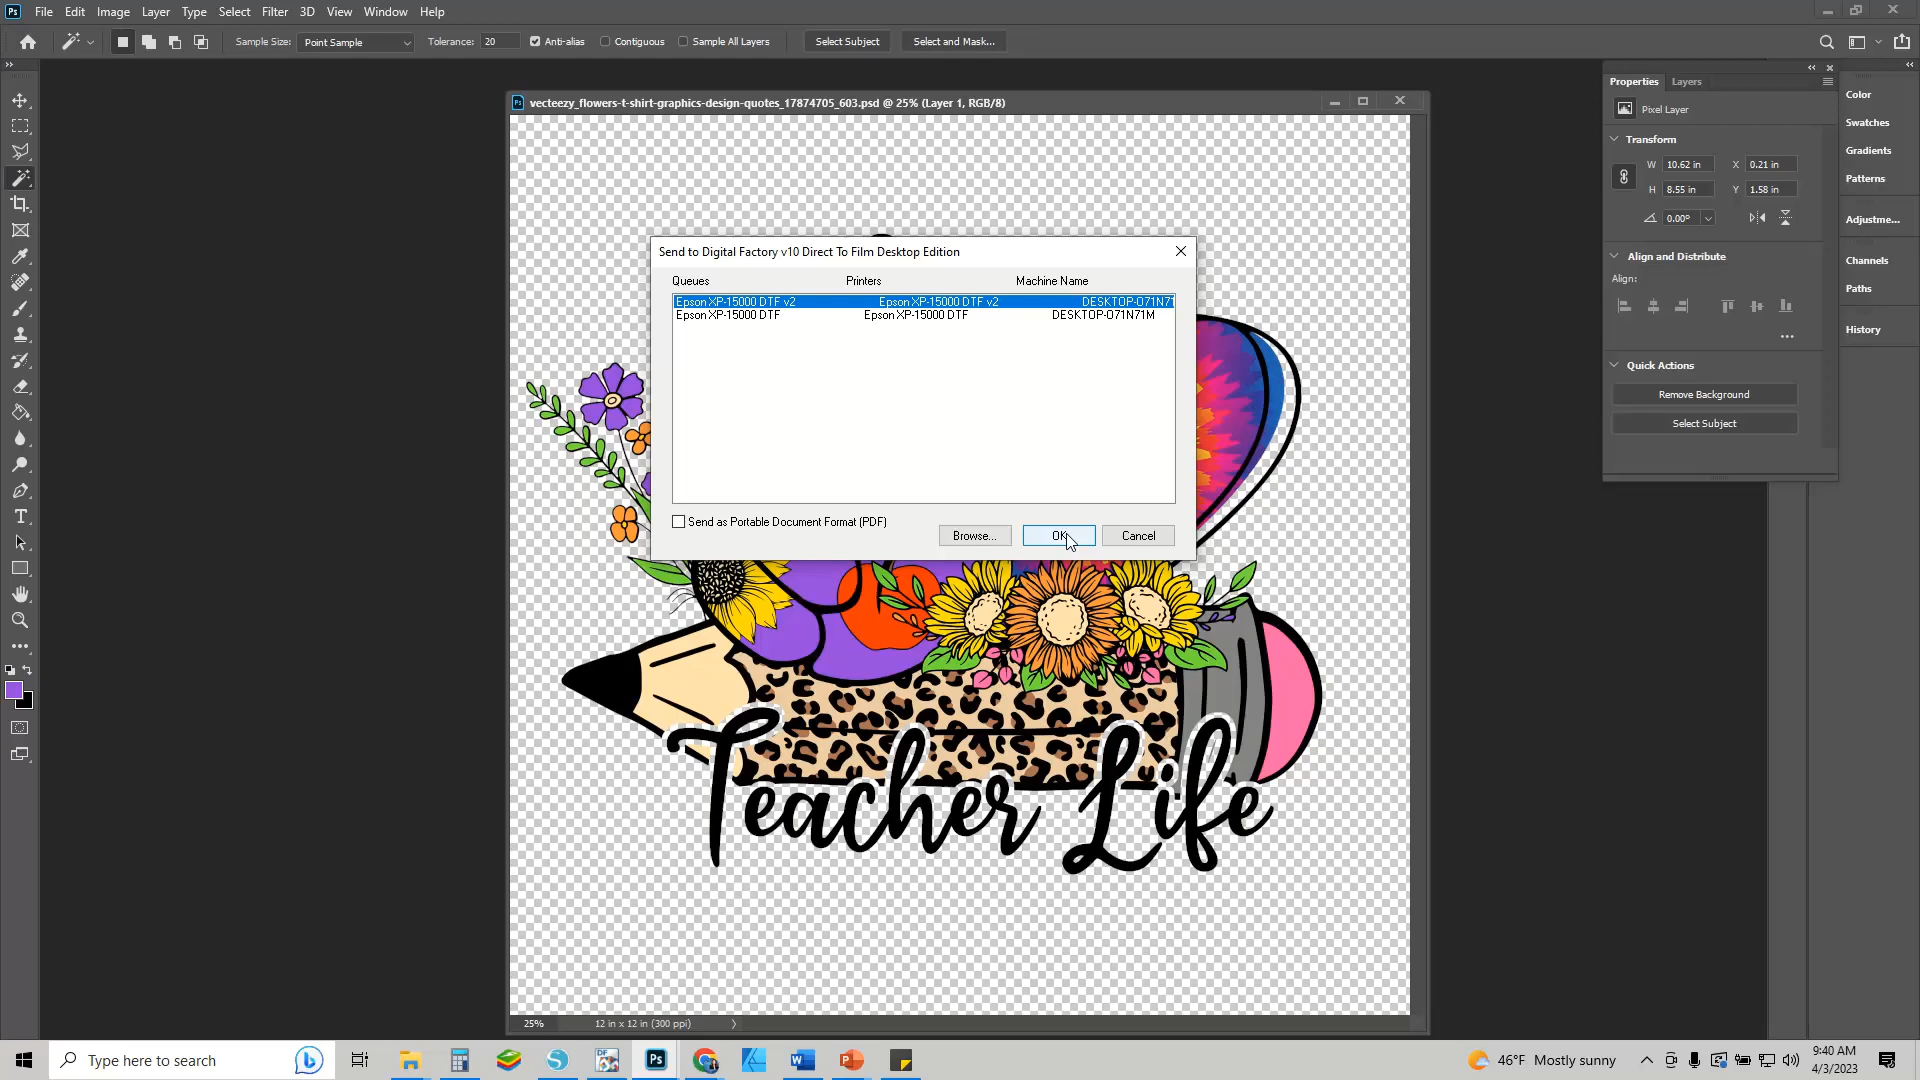 Ps File Edit Image Layer Type Select Filter 3D View Window Help
Sample Size: Point Sample Tolerance: 20 Anti-alias Contiguous Sample All Layers Select Subject Select and Mask...
Ps vecteezy_flowers-t-shirt-graphics-design-quotes_17874705_603.psd @ 25% (Layer 1, RGB/8)
Send to Digital Factory v10 Direct To Film Desktop Edition
Queues Printers Machine Name
Epson XP-15000 DTF v2 Epson XP-15000 DTF v2 DESKTOP-O71N71
Epson XP-15000 DTF Epson XP-15000 DTF DESKTOP-O71N71M
Send as Portable Document Format (PDF)
Browse... OK Cancel
Teacher Life
25% 12 in x 12 in (300 ppi)
Properties Layers
Pixel Layer
Transform
W 10.62 in X 0.21 in
H 8.55 in Y 1.58 in
0.00°
Align and Distribute
Align:
Quick Actions
Remove Background
Select Subject
Color
Swatches
Gradients
Patterns
Adjustme...
Channels
Paths
History
Type here to search
DF
Ps
46°F Mostly sunny
9:40 AM
4/3/2023